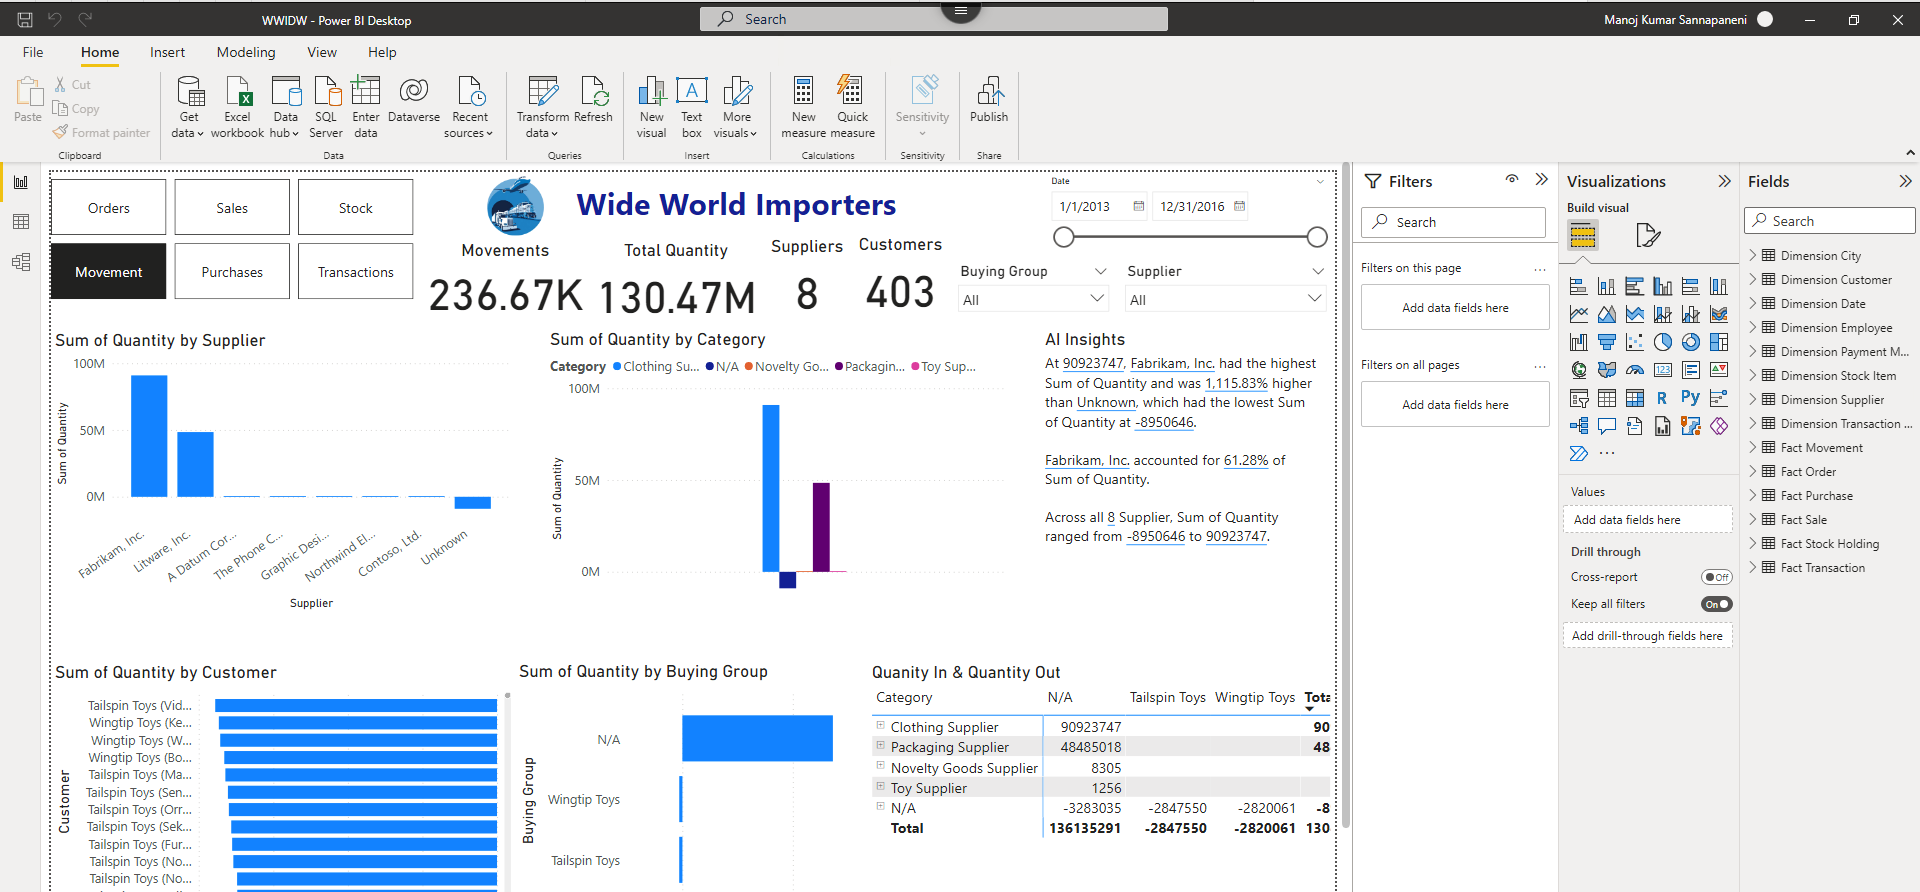 WWIDW - Power BI Desktop
Search
Manoj Kumar Sannapaneni
File Home Insert Modeling View Help
Paste
Cut
Copy
Format painter
Clipboard
Get data
Excel workbook
Data hub
SQL Server
Enter data
Dataverse
Recent sources
Data
Transform data
Refresh
Queries
New visual
A
Text box
More visuals
Insert
New measure
Quick measure
Calculations
Sensitivity
Sensitivity
Publish
Share
Orders
Sales
Stock
Movement
Purchases
Transactions
Wide World Importers
Movements
236.67K
Total Quantity
130.47M
Suppliers
8
Customers
403
Date
1/1/2013
12/31/2016
Buying Group
All
Supplier
All
Sum of Quantity by Supplier
Sum of Quantity
100M
50M
0M
Fabrikam, Inc.
Litware, Inc.
A Datum Cor...
The Phone C...
Graphic Desi...
Northwind El...
Contoso, Ltd.
Unknown
Supplier
Sum of Quantity by Category
Category Clothing Su... N/A Novelty Go... Packagin... Toy Sup...
Sum of Quantity
100M
50M
0M
AI Insights
At 90923747, Fabrikam, Inc. had the highest
Sum of Quantity and was 1,115.83% higher
than Unknown, which had the lowest Sum
of Quantity at -8950646.
Fabrikam, Inc. accounted for 61.28% of
Sum of Quantity.
Across all 8 Supplier, Sum of Quantity
ranged from -8950646 to 90923747.
Sum of Quantity by Customer
Customer
Tailspin Toys (Vid...
Wingtip Toys (Ke...
Wingtip Toys (W...
Wingtip Toys (Bo...
Tailspin Toys (Ma...
Tailspin Toys (Sen...
Tailspin Toys (Orr...
Tailspin Toys (Sek...
Tailspin Toys (Fur...
Tailspin Toys (No...
Tailspin Toys (No...
Sum of Quantity by Buying Group
Buying Group
N/A
Wingtip Toys
Tailspin Toys
Quanity In & Quantity Out
Category N/A Tailspin Toys Wingtip Toys Tota
Clothing Supplier 90923747 90
Packaging Supplier 48485018 48
Novelty Goods Supplier 8305
Toy Supplier 1256
N/A -3283035 -2847550 -2820061 -8
Total 136135291 -2847550 -2820061 130
Filters
Search
Filters on this page ...
Add data fields here
Filters on all pages ...
Add data fields here
Visualizations
Build visual
123
R
Py
...
Values
Add data fields here
Drill through
Cross-report Off
Keep all filters On
Add drill-through fields here
Fields
Search
Dimension City
Dimension Customer
Dimension Date
Dimension Employee
Dimension Payment M...
Dimension Stock Item
Dimension Supplier
Dimension Transaction ...
Fact Movement
Fact Order
Fact Purchase
Fact Sale
Fact Stock Holding
Fact Transaction